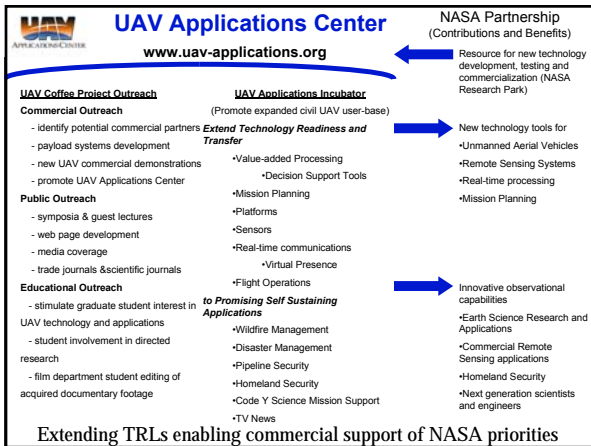 UAV
APPLICATIONS CENTER
UAV Applications Center
www.uav-applications.org
NASA Partnership
(Contributions and Benefits)
Resource for new technology
development, testing and
commercialization (NASA
Research Park)
UAV Coffee Project Outreach
Commercial Outreach
- identify potential commercial partners
- payload systems development
- new UAV commercial demonstrations
- promote UAV Applications Center
Public Outreach
- symposia & guest lectures
- web page development
- media coverage
- trade journals &scientific journals
Educational Outreach
- stimulate graduate student interest in
UAV technology and applications
- student involvement in directed
research
- film department student editing of
acquired documentary footage
UAV Applications Incubator
(Promote expanded civil UAV user-base)
Extend Technology Readiness and
Transfer
•Value-added Processing
•Decision Support Tools
•Mission Planning
•Platforms
•Sensors
•Real-time communications
•Virtual Presence
•Flight Operations
to Promising Self Sustaining
Applications
•Wildfire Management
•Disaster Management
•Pipeline Security
•Homeland Security
•Code Y Science Mission Support
•TV News
New technology tools for
•Unmanned Aerial Vehicles
•Remote Sensing Systems
•Real-time processing
•Mission Planning
Innovative observational
capabilities
•Earth Science Research and
Applications
•Commercial Remote
Sensing applications
•Homeland Security
•Next generation scientists
and engineers
Extending TRLs enabling commercial support of NASA priorities